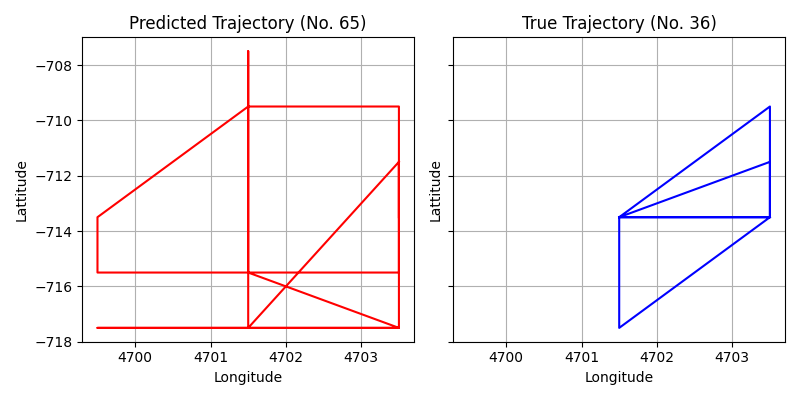 Predicted Trajectory (No. 65)
True Trajectory (No. 36)
−708
−710
−712
−714
−716
−718
Lattitude
Lattitude
4700
4701
4702
4703
4700
4701
4702
4703
Longitude
Longitude